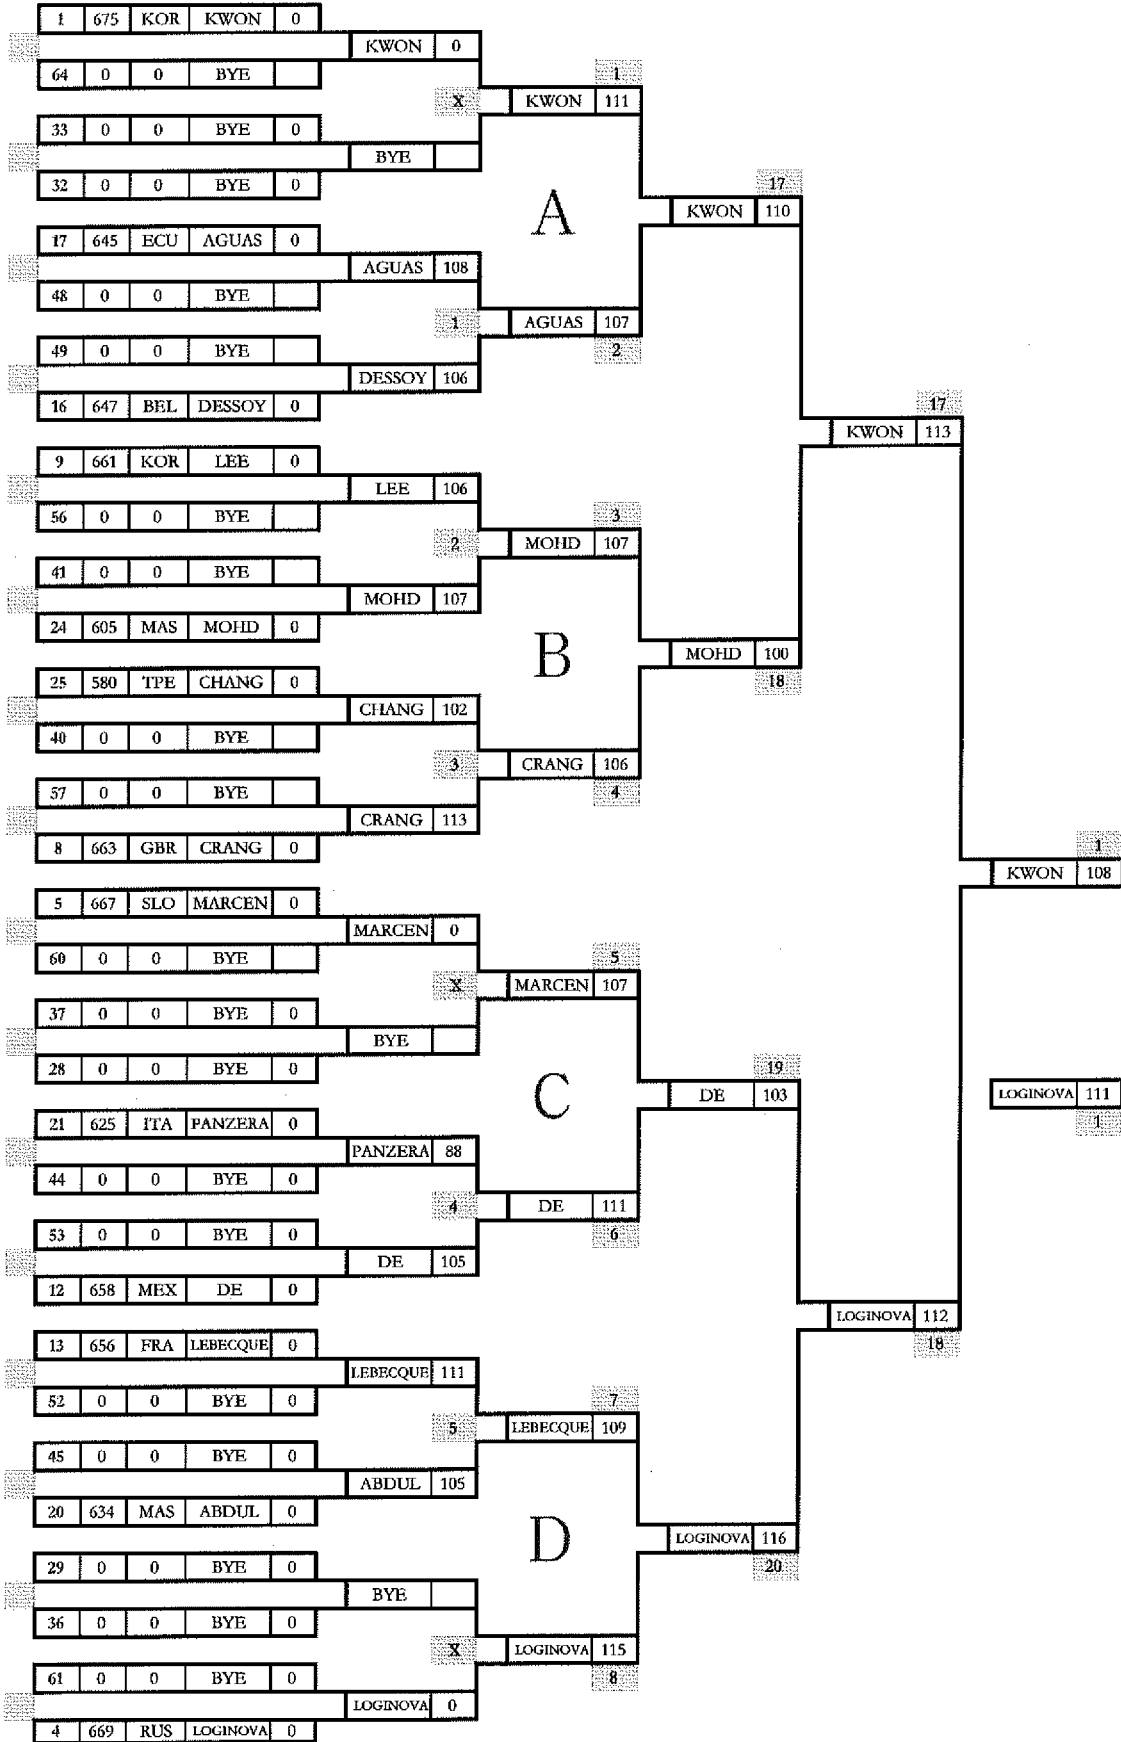 1 675 KOR KWON 0
KWON 0
64 0 0 BYE
1
X KWON 111
33 0 0 BYE 0
BYE
32 0 0 BYE 0
17
A KWON 110
17 645 ECU AGUAS 0
AGUAS 108
48 0 0 BYE
1 AGUAS 107
2
49 0 0 BYE
DESSOY 106
16 647 BEL DESSOY 0
17
KWON 113
9 661 KOR LEE 0
LEE 106
56 0 0 BYE
3
2 MOHD 107
41 0 0 BYE
MOHD 107
24 605 MAS MOHD 0
B MOHD 100
18
25 580 TPE CHANG 0
CHANG 102
40 0 0 BYE
3 CRANG 106
4
57 0 0 BYE
CRANG 113
8 663 GBR CRANG 0
1
KWON 108
5 667 SLO MARCEN 0
MARCEN 0
60 0 0 BYE
5
X MARCEN 107
37 0 0 BYE 0
BYE
28 0 0 BYE 0
19
C DE 103
LOGINOVA 111
1
21 625 ITA PANZERA 0
PANZERA 88
44 0 0 BYE 0
4 DE 111
6
53 0 0 BYE 0
DE 105
12 658 MEX DE 0
LOGINOVA 112
18
13 656 FRA LEBECQUE 0
LEBECQUE 111
52 0 0 BYE 0
7
5 LEBECQUE 109
45 0 0 BYE 0
ABDUL 105
20 634 MAS ABDUL 0
D LOGINOVA 116
20
29 0 0 BYE 0
BYE
36 0 0 BYE 0
X LOGINOVA 115
8
61 0 0 BYE 0
LOGINOVA 0
4 669 RUS LOGINOVA 0